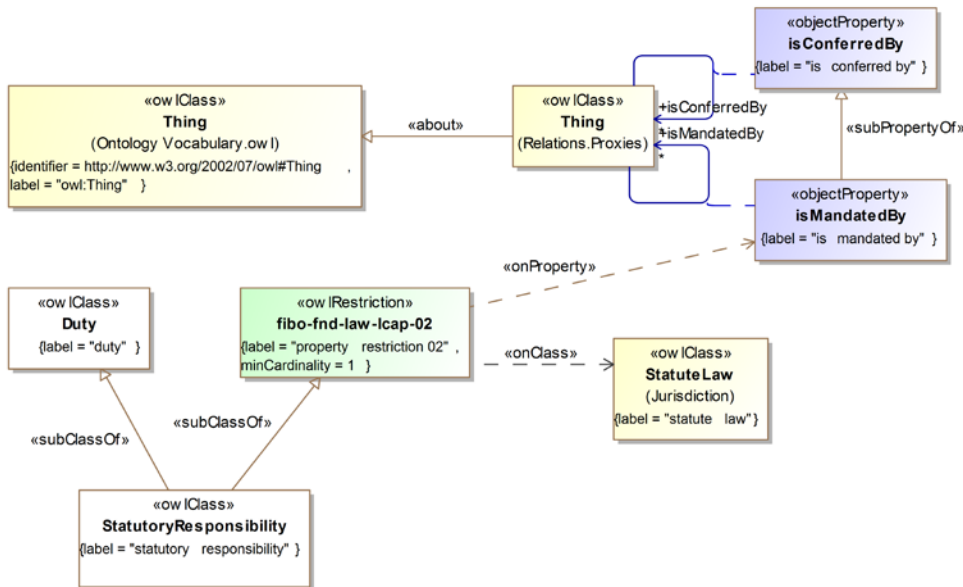 «objectProperty»
isConferredBy
{label = "is conferred by" }
«owlClass»
Thing
(Ontology Vocabulary.owl)
{identifier = http://www.w3.org/2002/07/owl#Thing ,
label = "owl:Thing" }
«about»
«owlClass»
Thing
(Relations.Proxies)
+isConferredBy
*
+isMandatedBy
*
«subPropertyOf»
«objectProperty»
isMandatedBy
{label = "is mandated by" }
«onProperty»
«owlClass»
Duty
{label = "duty" }
«owlRestriction»
fibo-fnd-law-lcap-02
{label = "property restriction 02" ,
minCardinality = 1 }
«onClass»
«owlClass»
StatuteLaw
(Jurisdiction)
{label = "statute law" }
«subClassOf»
«subClassOf»
«owlClass»
StatutoryResponsibility
{label = "statutory responsibility" }